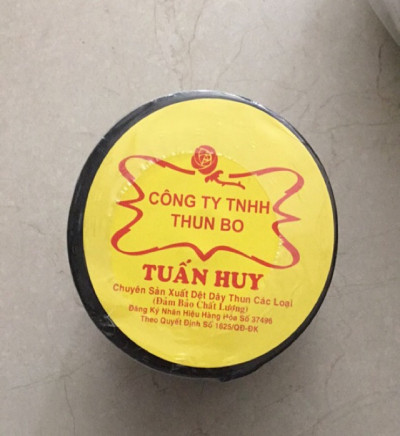 CÔNG TY TNHH
THUN BO
TUẤN HUY
Chuyên Sản Xuất Dệt Dây Thun Các Loại
(Đảm Bảo Chất Lượng)
Đăng Ký Nhãn Hiệu Hàng Hóa Số 37496
Theo Quyết Định Số 1625/QĐ-ĐK